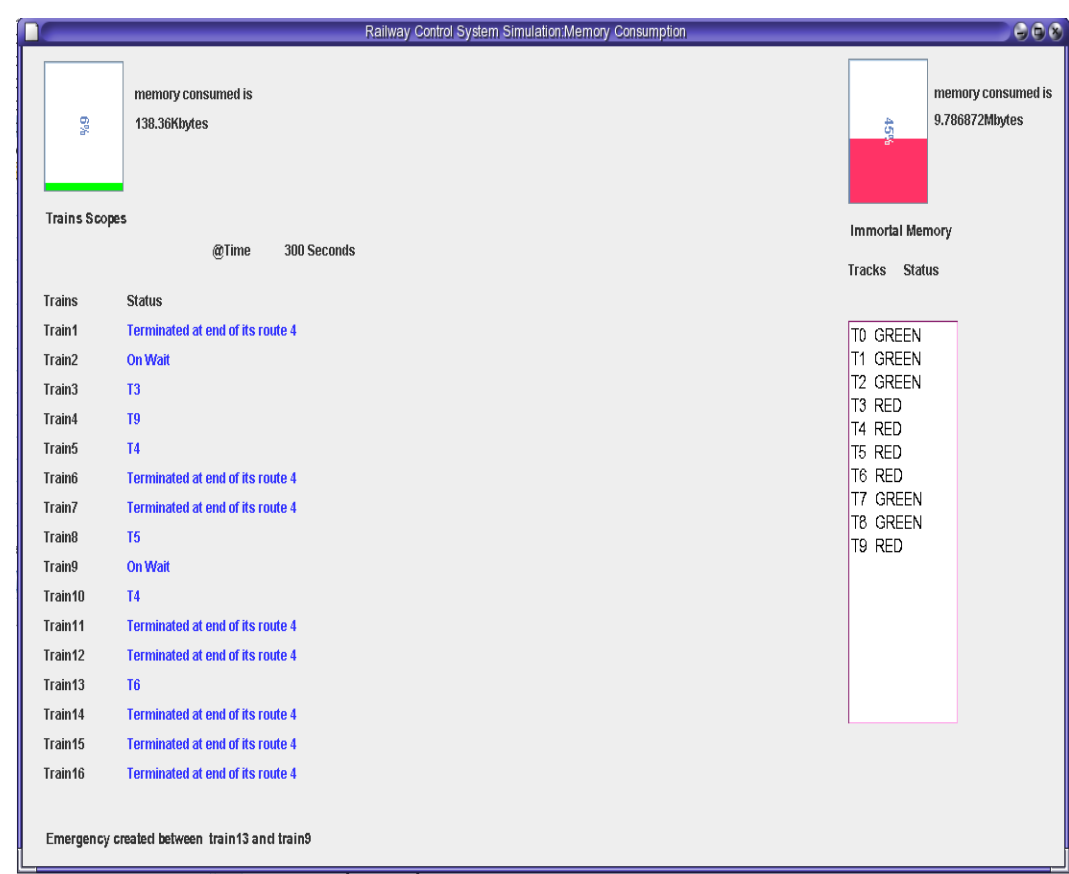 Railway Control System Simulation:Memory Consumption
6%
memory consumed is
138.36Kbytes
Trains Scopes
@Time 300 Seconds
45%
memory consumed is
9.786872Mbytes
Immortal Memory
Tracks Status
Trains Status
Train1 Terminated at end of its route 4
Train2 On Wait
Train3 T3
Train4 T9
Train5 T4
Train6 Terminated at end of its route 4
Train7 Terminated at end of its route 4
Train8 T5
Train9 On Wait
Train10 T4
Train11 Terminated at end of its route 4
Train12 Terminated at end of its route 4
Train13 T6
Train14 Terminated at end of its route 4
Train15 Terminated at end of its route 4
Train16 Terminated at end of its route 4
T0 GREEN
T1 GREEN
T2 GREEN
T3 RED
T4 RED
T5 RED
T6 RED
T7 GREEN
T8 GREEN
T9 RED
Emergency created between train13 and train9